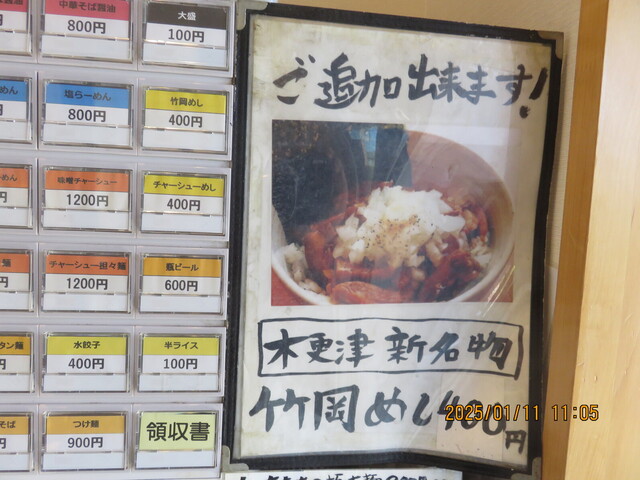 中華そば醤油
800円
大盛
100円
塩らーめん
800円
竹岡めし
400円
味噌チャーシュー
1200円
チャーシューめし
400円
チャーシュー担々麺
1200円
瓶ビール
600円
水餃子
400円
半ライス
100円
つけ麺
900円
領収書
ご追加出来ます!
木更津 新名物
竹岡めし400円
2025/01/11 11:05